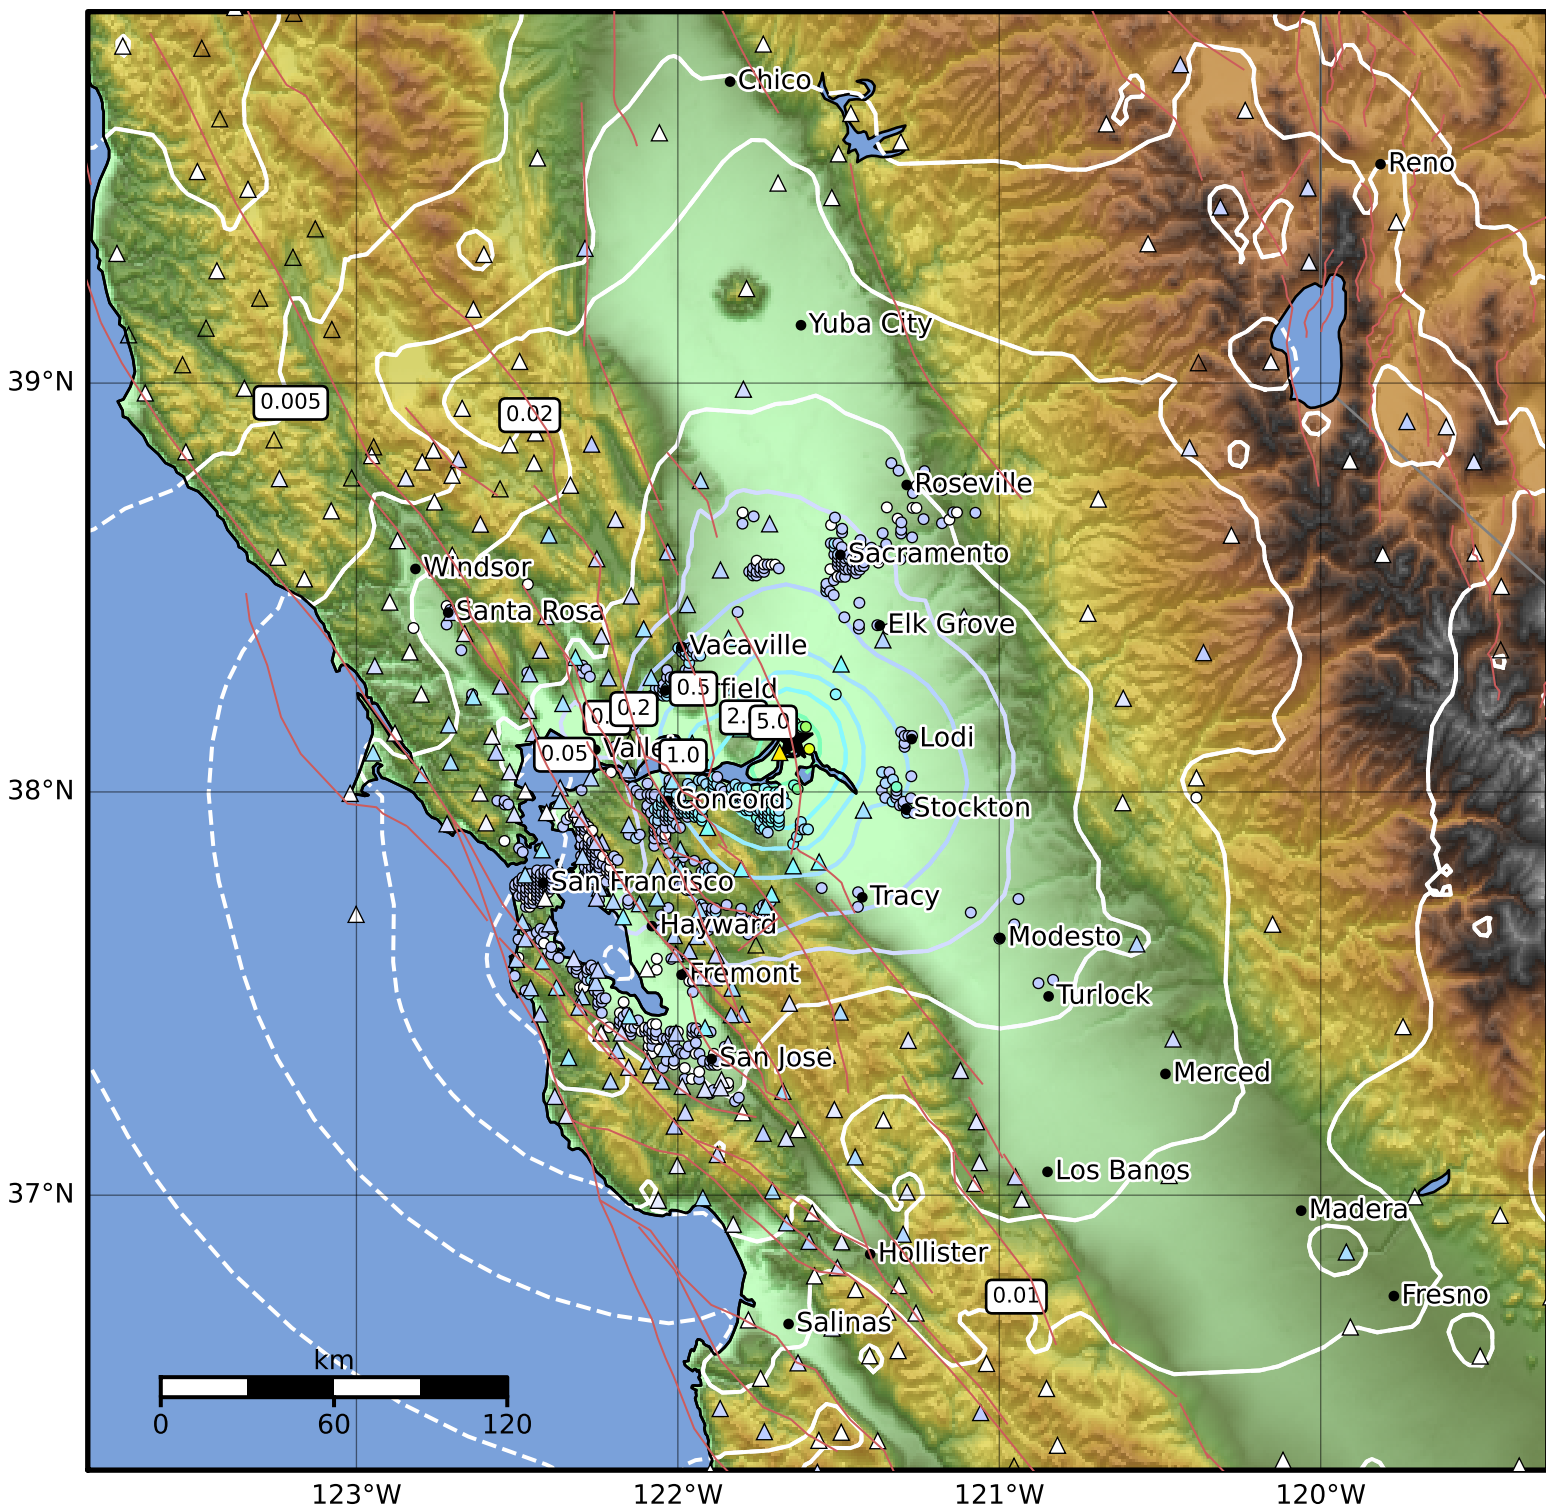 Chico
Reno
Yuba City
39°N
0.005
0.02
Roseville
Sacramento
Windsor
Santa Rosa
Elk Grove
Vacaville
0.5
field
0.2
0.
2.
5.0
Lodi
0.05
Valle
1.0
38°N
Concord
Stockton
San Francisco
Tracy
Hayward
Modesto
Fremont
Turlock
San Jose
Merced
Los Banos
37°N
Madera
Hollister
0.01
Fresno
Salinas
km
0 60 120
123°W 122°W 121°W 120°W